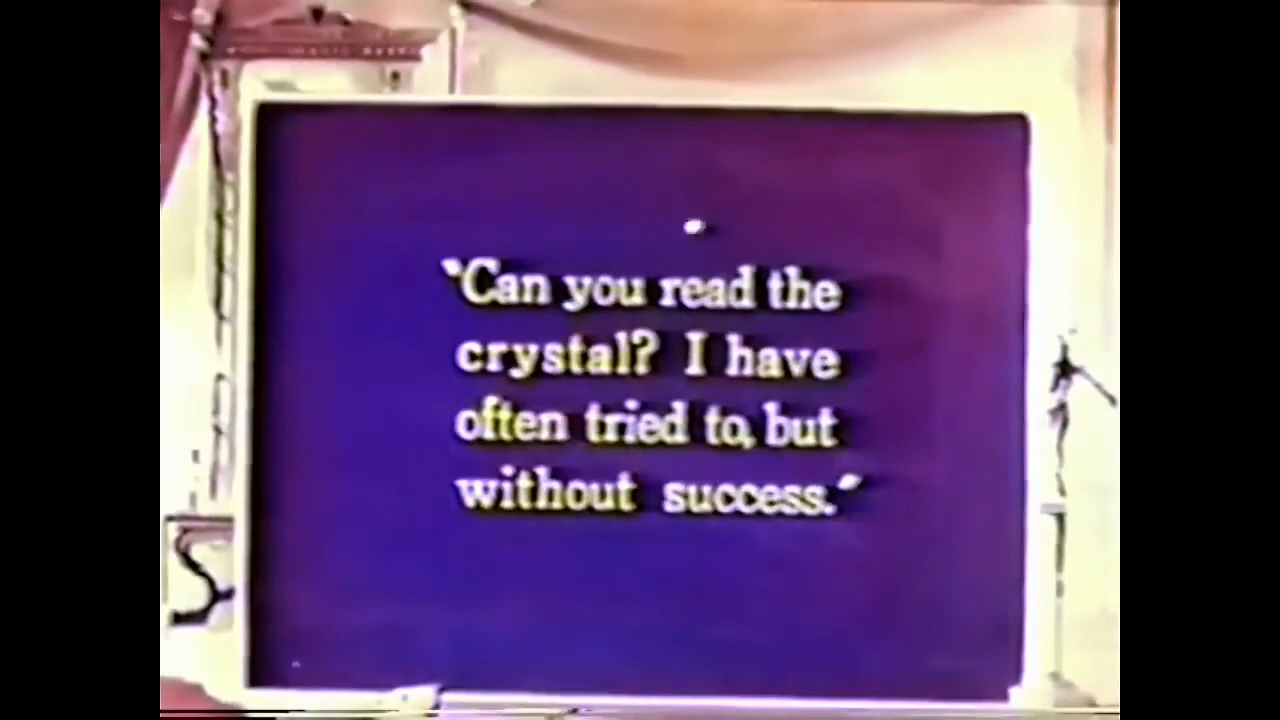 "Can you read the
crystal? I have
often tried to, but
without success."